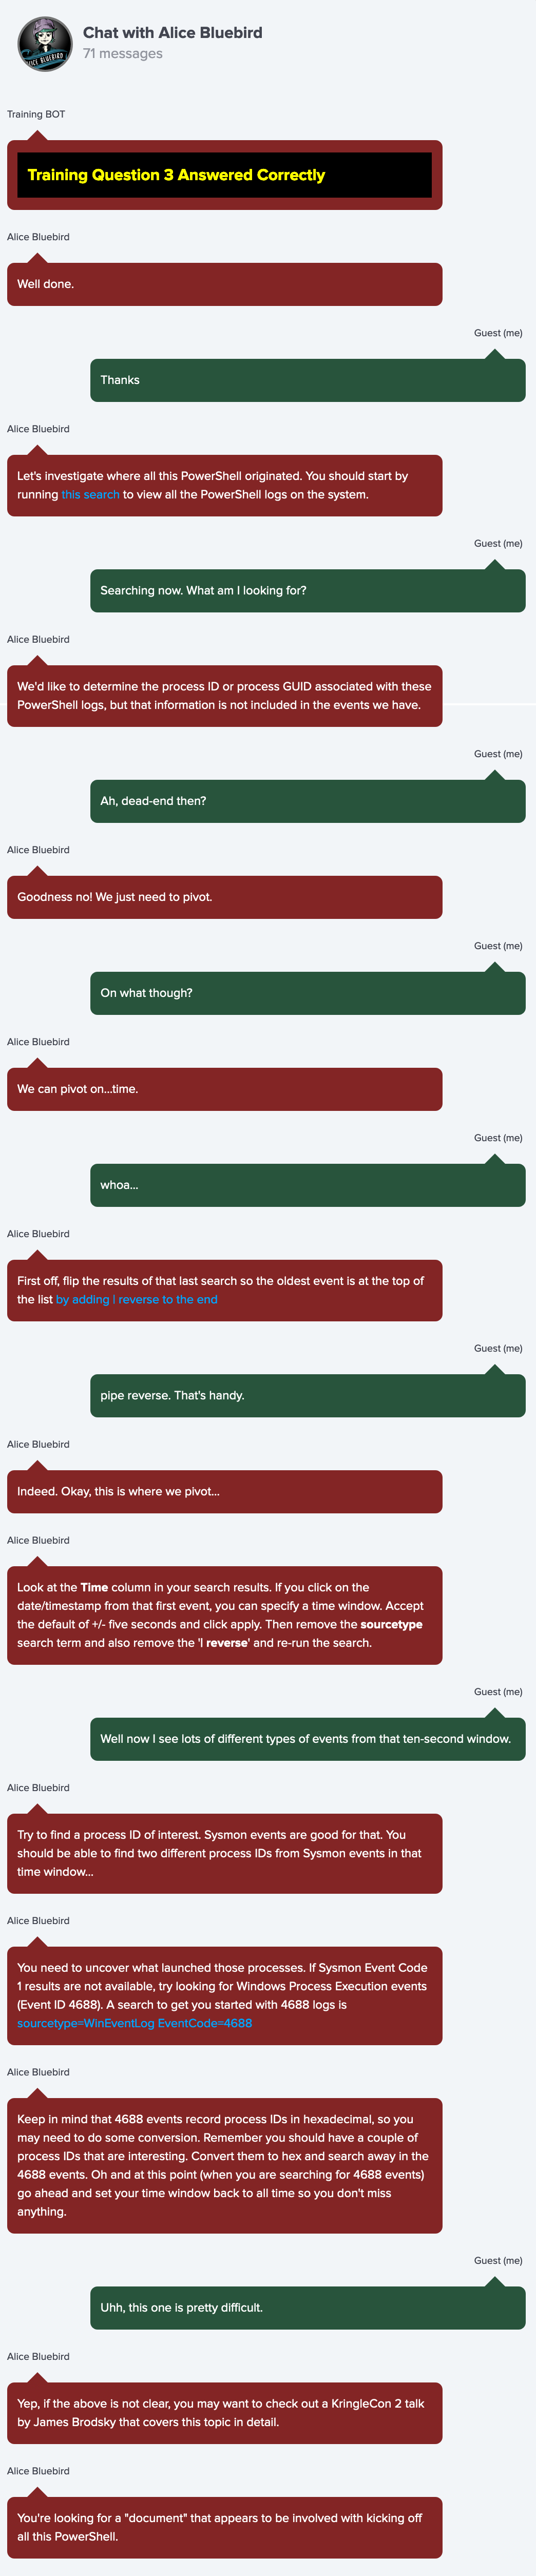 Chat with Alice Bluebird
71 messages
ALICE BLUEBIRD
Training BOT
Training Question 3 Answered Correctly
Alice Bluebird
Well done.
Guest (me)
Thanks
Alice Bluebird
Let's investigate where all this PowerShell originated. You should start by
running this search to view all the PowerShell logs on the system.
Guest (me)
Searching now. What am I looking for?
Alice Bluebird
We'd like to determine the process ID or process GUID associated with these
PowerShell logs, but that information is not included in the events we have.
Guest (me)
Ah, dead-end then?
Alice Bluebird
Goodness no! We just need to pivot.
Guest (me)
On what though?
Alice Bluebird
We can pivot on...time.
Guest (me)
whoa...
Alice Bluebird
First off, flip the results of that last search so the oldest event is at the top of
the list by adding | reverse to the end
Guest (me)
pipe reverse. That's handy.
Alice Bluebird
Indeed. Okay, this is where we pivot...
Alice Bluebird
Look at the Time column in your search results. If you click on the
date/timestamp from that first event, you can specify a time window. Accept
the default of +/- five seconds and click apply. Then remove the sourcetype
search term and also remove the '| reverse' and re-run the search.
Guest (me)
Well now I see lots of different types of events from that ten-second window.
Alice Bluebird
Try to find a process ID of interest. Sysmon events are good for that. You
should be able to find two different process IDs from Sysmon events in that
time window...
Alice Bluebird
You need to uncover what launched those processes. If Sysmon Event Code
1 results are not available, try looking for Windows Process Execution events
(Event ID 4688). A search to get you started with 4688 logs is
sourcetype=WinEventLog EventCode=4688
Alice Bluebird
Keep in mind that 4688 events record process IDs in hexadecimal, so you
may need to do some conversion. Remember you should have a couple of
process IDs that are interesting. Convert them to hex and search away in the
4688 events. Oh and at this point (when you are searching for 4688 events)
go ahead and set your time window back to all time so you don't miss
anything.
Guest (me)
Uhh, this one is pretty difficult.
Alice Bluebird
Yep, if the above is not clear, you may want to check out a KringleCon 2 talk
by James Brodsky that covers this topic in detail.
Alice Bluebird
You're looking for a "document" that appears to be involved with kicking off
all this PowerShell.